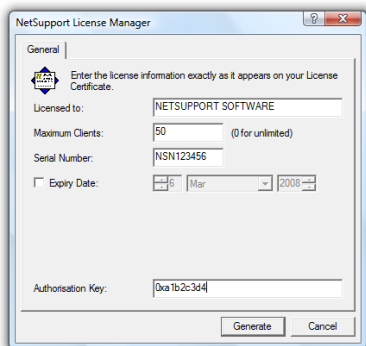 NetSupport License Manager
General
Enter the license information exactly as it appears on your License
Certificate.
Licensed to: NETSUPPORT SOFTWARE
Maximum Clients: 50 (0 for unlimited)
Serial Number: NSN123456
Expiry Date: 6 Mar 2008
Authorisation Key: 0xa1b2c3d4
Generate Cancel